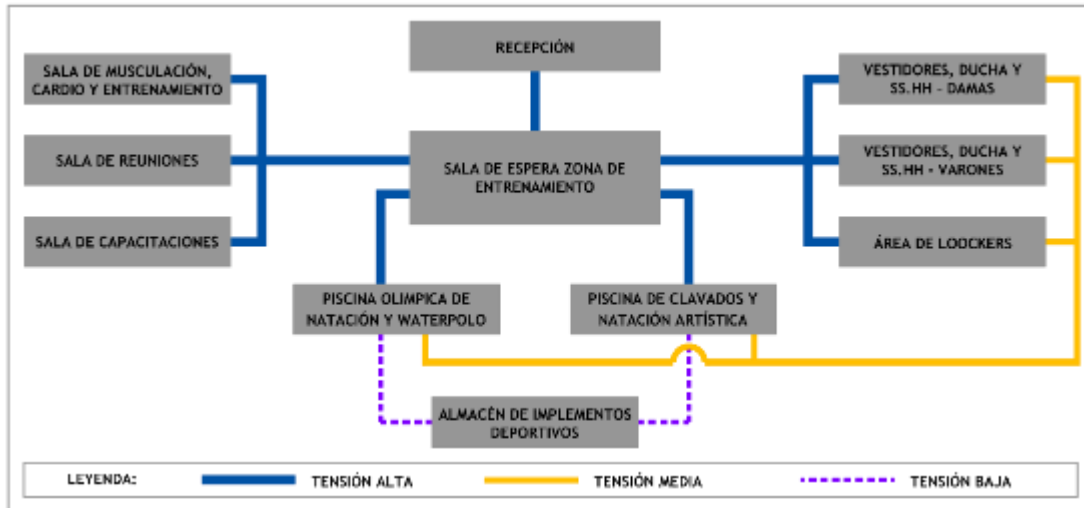 RECEPCIÓN
SALA DE MUSCULACIÓN,
CARDIO Y ENTRENAMIENTO
VESTIDORES, DUCHA Y
SS.HH - DAMAS
SALA DE REUNIONES
SALA DE ESPERA ZONA DE
ENTRENAMIENTO
VESTIDORES, DUCHA Y
SS.HH - VARONES
SALA DE CAPACITACIONES
ÁREA DE LOOCKERS
PISCINA OLIMPICA DE
NATACIÓN Y WATERPOLO
PISCINA DE CLAVADOS Y
NATACIÓN ARTÍSTICA
ALMACÉN DE IMPLEMENTOS
DEPORTIVOS
LEYENDA: TENSIÓN ALTA TENSIÓN MEDIA TENSIÓN BAJA